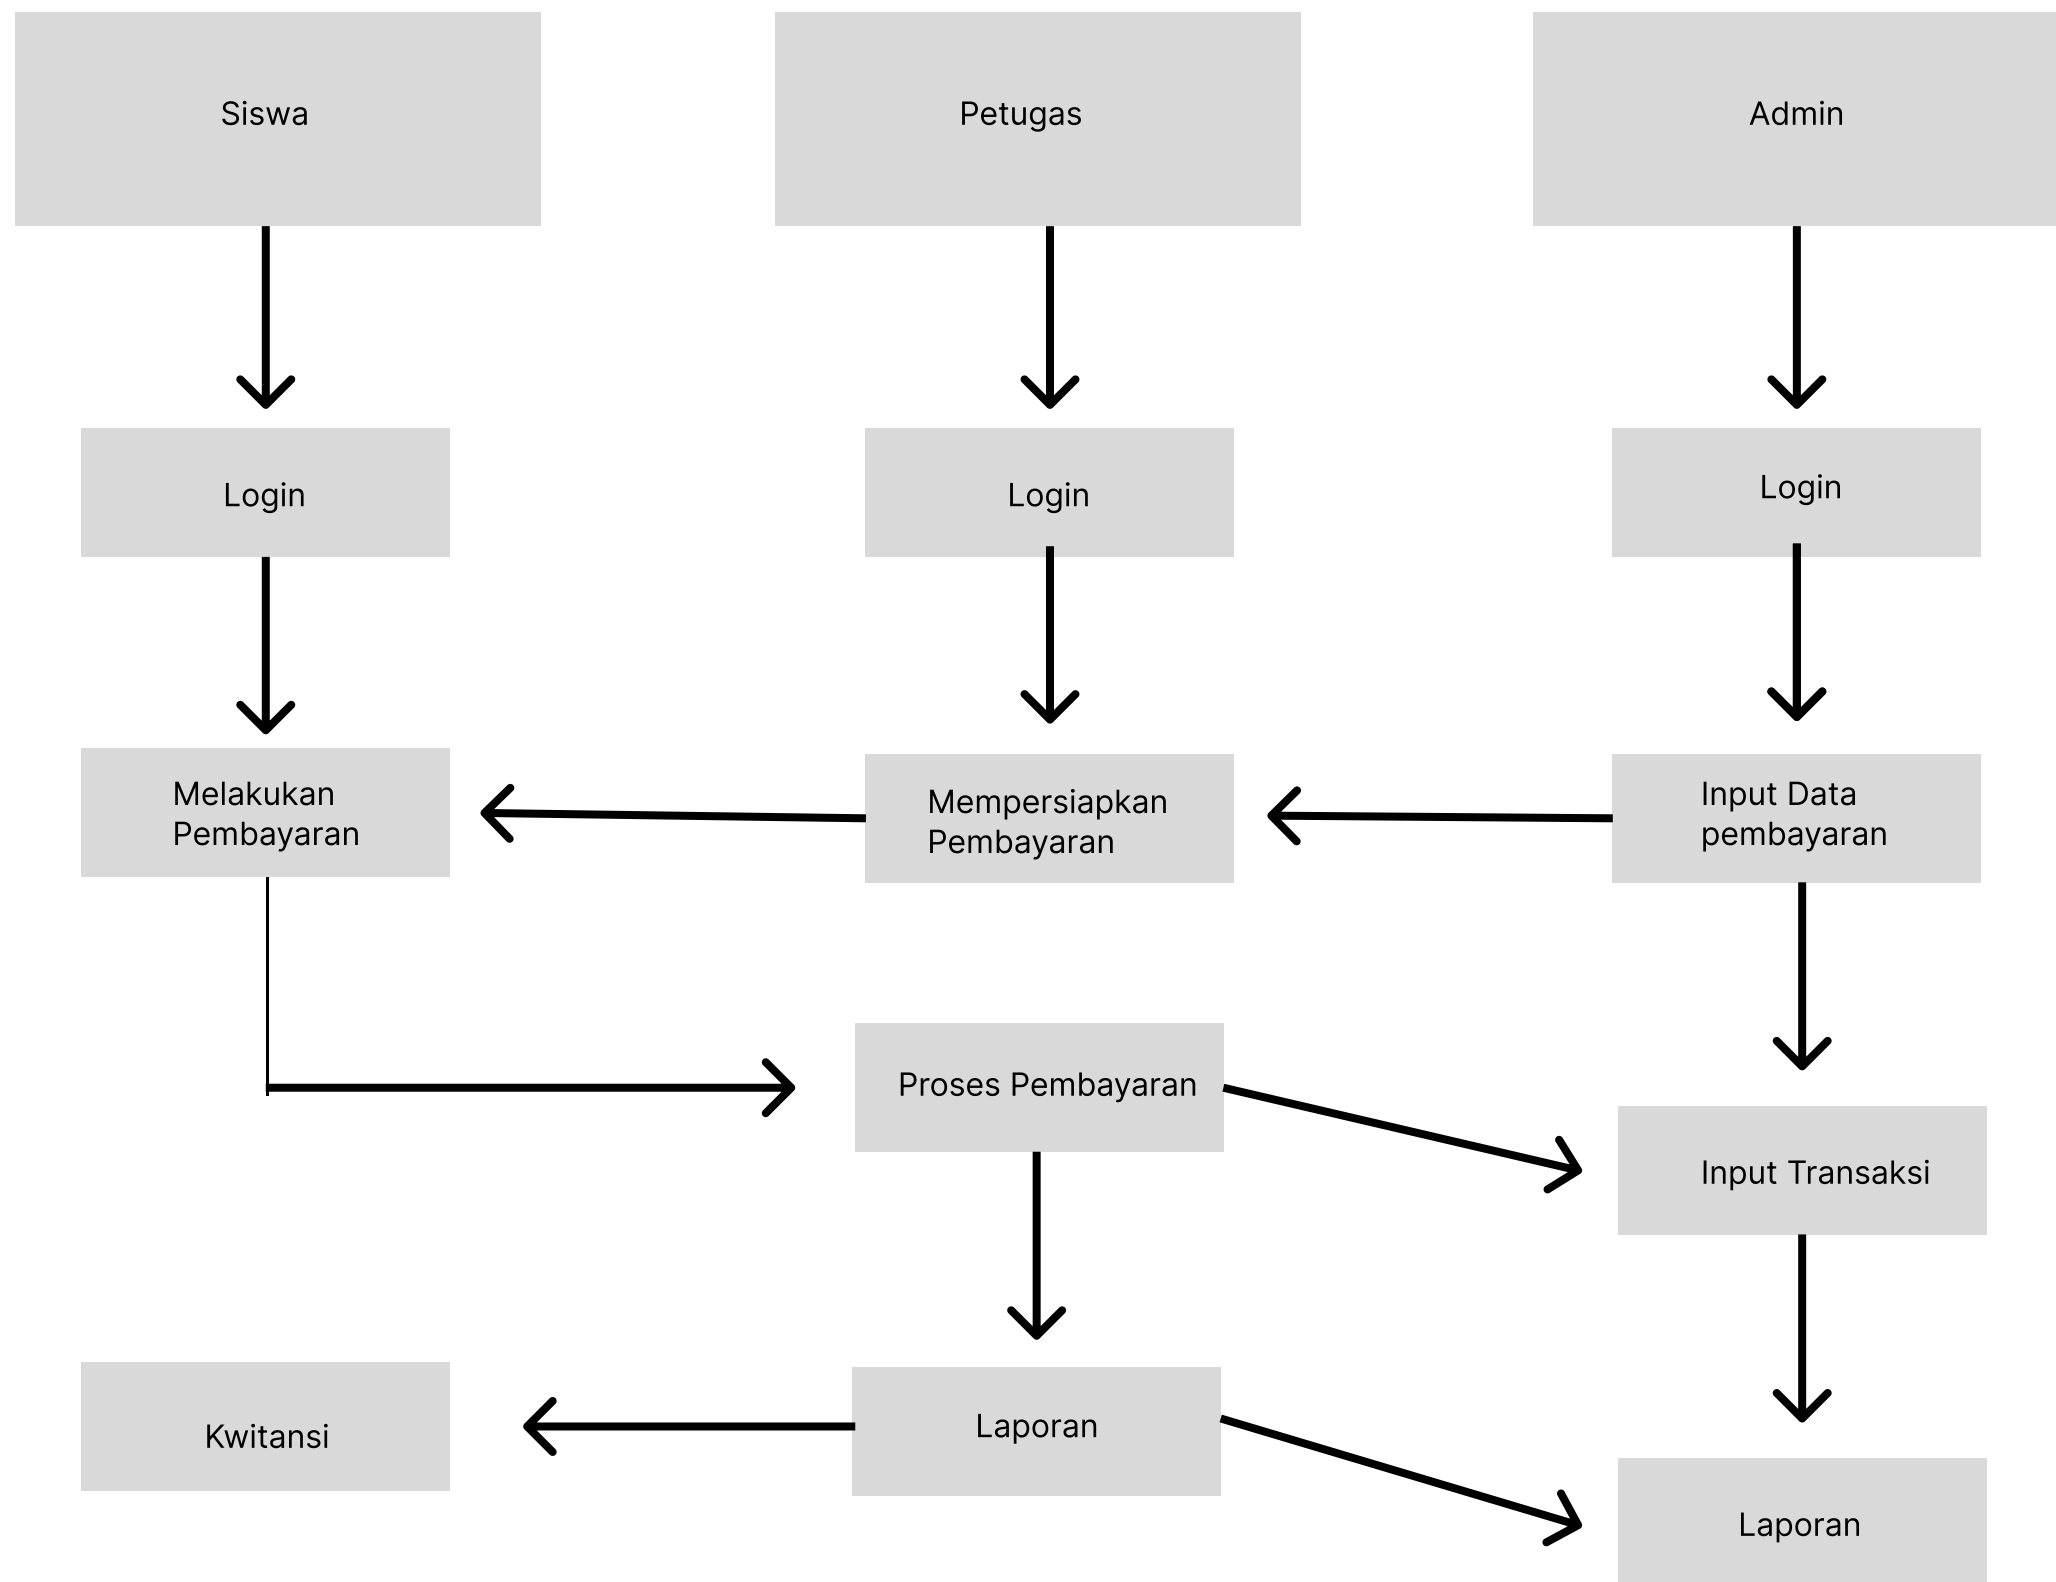 Siswa
Petugas
Admin
Login
Login
Login
Melakukan
Pembayaran
Mempersiapkan
Pembayaran
Input Data
pembayaran
Proses Pembayaran
Input Transaksi
Kwitansi
Laporan
Laporan